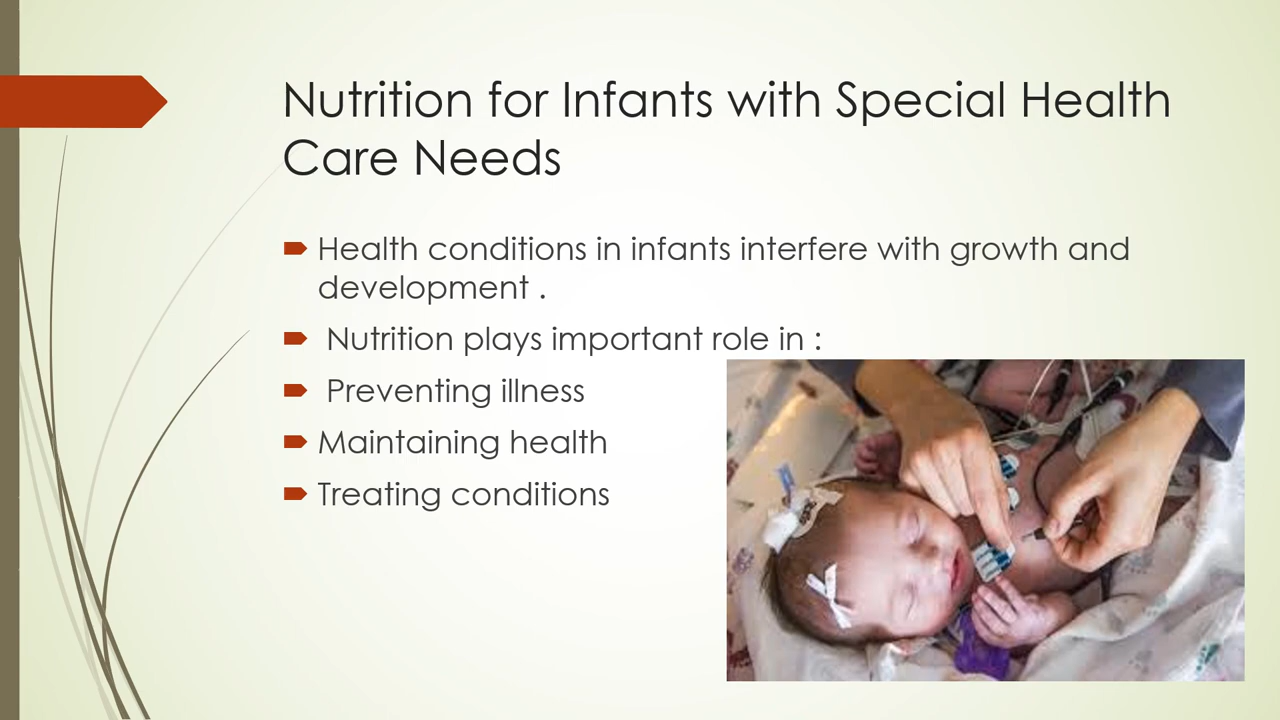 Nutrition for Infants with Special Health
Care Needs
Health conditions in infants interfere with growth and
development .
Nutrition plays important role in :
Preventing illness
Maintaining health
Treating conditions